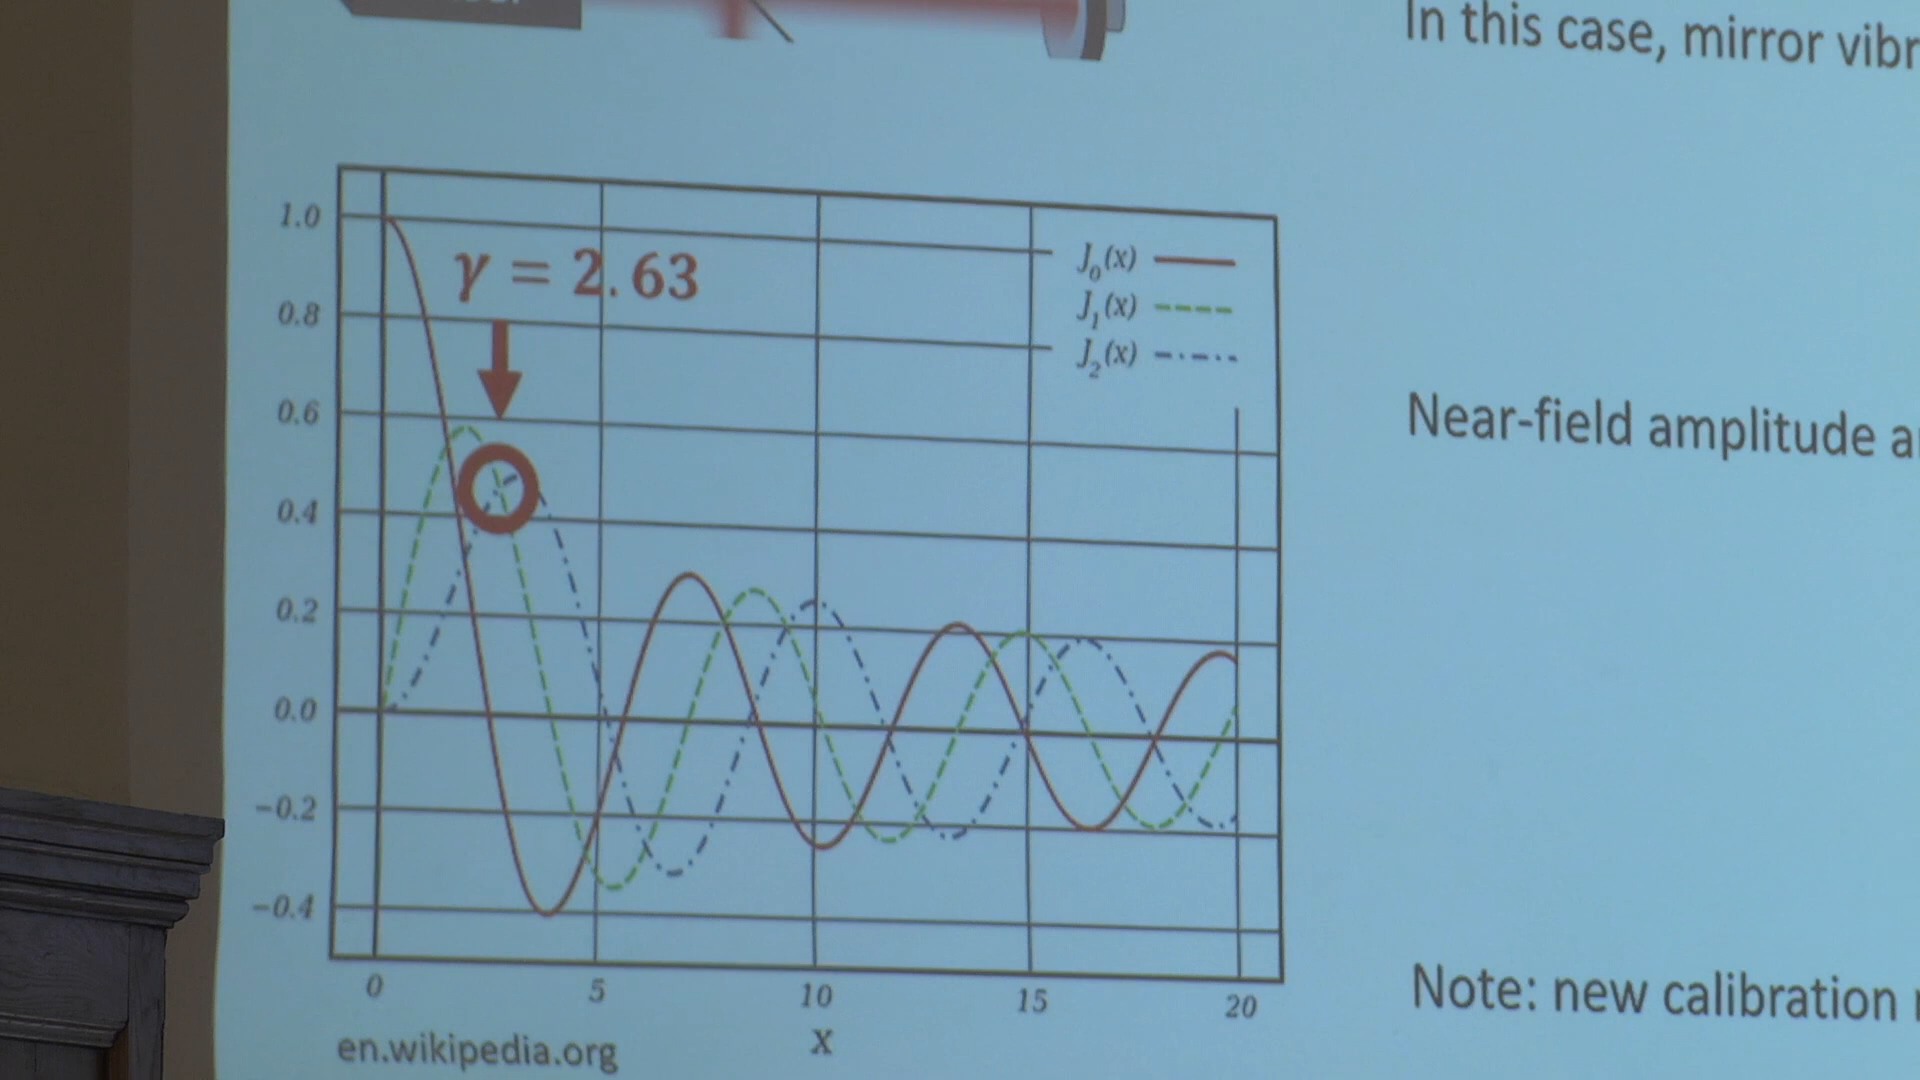 In this case, mirror vibr
γ = 2.63
J₀(x)
J₁(x)
J₂(x)
1.0
0.8
0.6
0.4
0.2
0.0
−0.2
−0.4
0 5 10 15 20
x
en.wikipedia.org
Near-field amplitude a
Note: new calibration